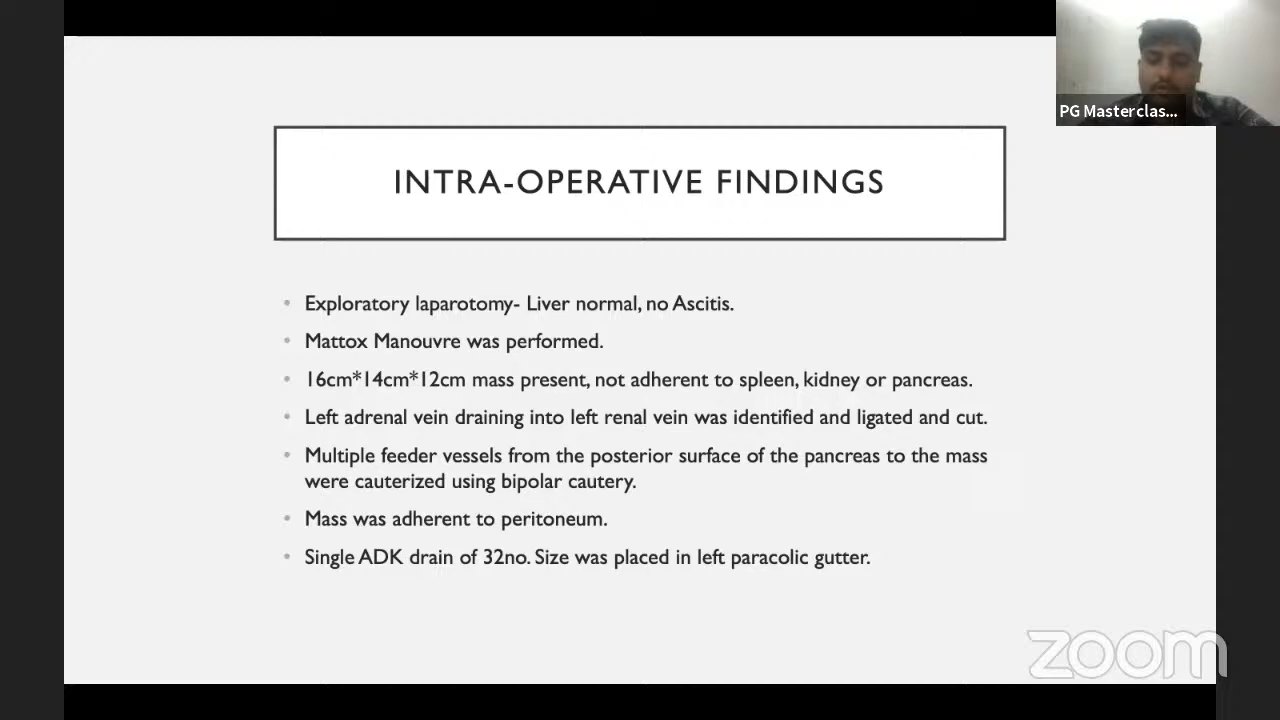 PG Masterclas...
INTRA-OPERATIVE FINDINGS
• Exploratory laparotomy- Liver normal, no Ascitis.
• Mattox Manouvre was performed.
• 16cm*14cm*12cm mass present, not adherent to spleen, kidney or pancreas.
• Left adrenal vein draining into left renal vein was identified and ligated and cut.
• Multiple feeder vessels from the posterior surface of the pancreas to the mass
were cauterized using bipolar cautery.
• Mass was adherent to peritoneum.
• Single ADK drain of 32no. Size was placed in left paracolic gutter.
zoom